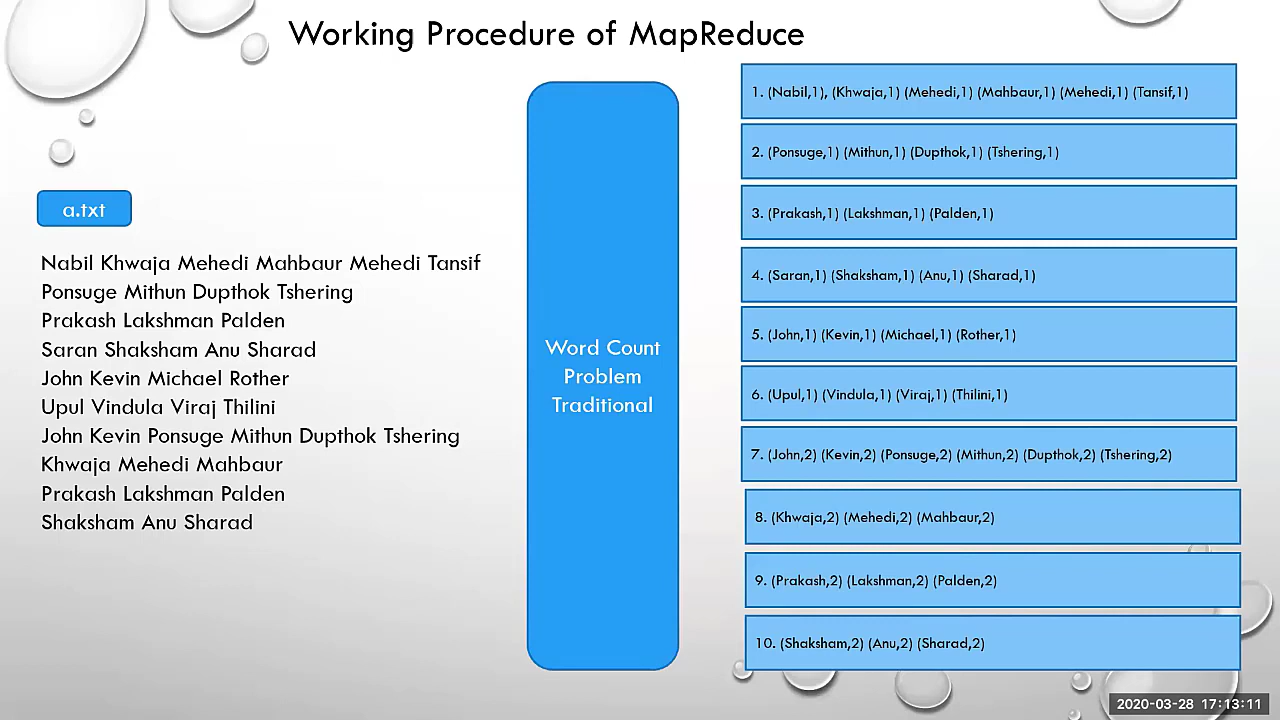 Working Procedure of MapReduce
a.txt
Nabil Khwaja Mehedi Mahbaur Mehedi Tansif
Ponsuge Mithun Dupthok Tshering
Prakash Lakshman Palden
Saran Shaksham Anu Sharad
John Kevin Michael Rother
Upul Vindula Viraj Thilini
John Kevin Ponsuge Mithun Dupthok Tshering
Khwaja Mehedi Mahbaur
Prakash Lakshman Palden
Shaksham Anu Sharad
Word Count
Problem
Traditional
1. (Nabil,1), (Khwaja,1) (Mehedi,1) (Mahbaur,1) (Mehedi,1) (Tansif,1)
2. (Ponsuge,1) (Mithun,1) (Dupthok,1) (Tshering,1)
3. (Prakash,1) (Lakshman,1) (Palden,1)
4. (Saran,1) (Shaksham,1) (Anu,1) (Sharad,1)
5. (John,1) (Kevin,1) (Michael,1) (Rother,1)
6. (Upul,1) (Vindula,1) (Viraj,1) (Thilini,1)
7. (John,2) (Kevin,2) (Ponsuge,2) (Mithun,2) (Dupthok,2) (Tshering,2)
8. (Khwaja,2) (Mehedi,2) (Mahbaur,2)
9. (Prakash,2) (Lakshman,2) (Palden,2)
10. (Shaksham,2) (Anu,2) (Sharad,2)
2020-03-28 17:13:11